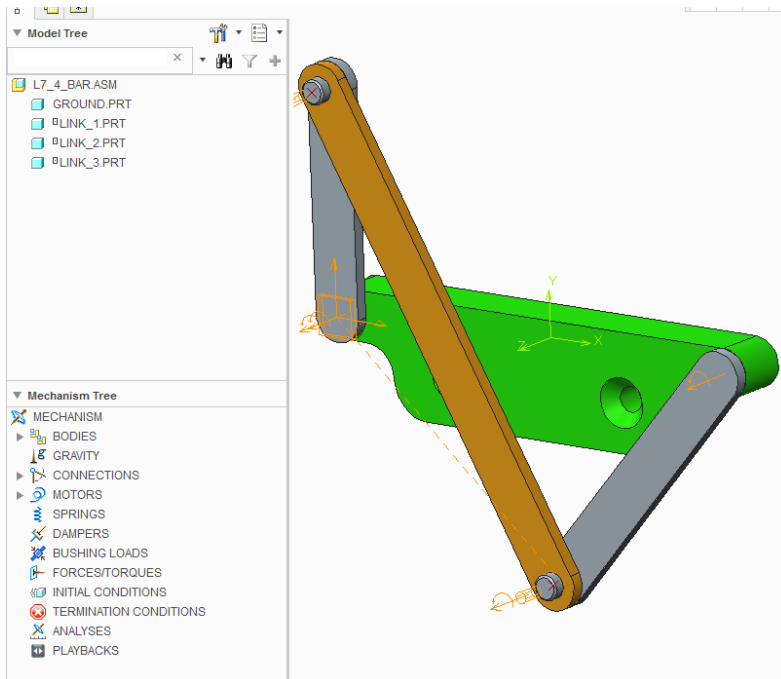 Model Tree
L7_4_BAR.ASM
GROUND.PRT
LINK_1.PRT
LINK_2.PRT
LINK_3.PRT
Mechanism Tree
MECHANISM
BODIES
GRAVITY
CONNECTIONS
MOTORS
SPRINGS
DAMPERS
BUSHING LOADS
FORCES/TORQUES
INITIAL CONDITIONS
TERMINATION CONDITIONS
ANALYSES
PLAYBACKS
Y
Z
X